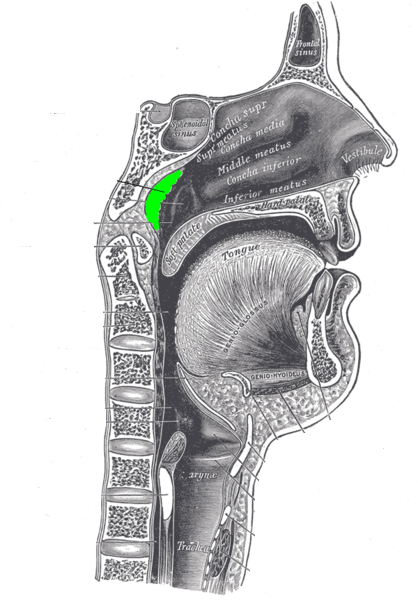 Frontal
sinus
Sphenoidal
sinus
Concha supr
Supr meatus
Concha media
Middle meatus
Concha inferior
Inferior meatus
Vestibule
Hard palate
Soft palate
Tongue
GENIO-GLOSSUS
GENIO-HYOIDEUS
Trachea